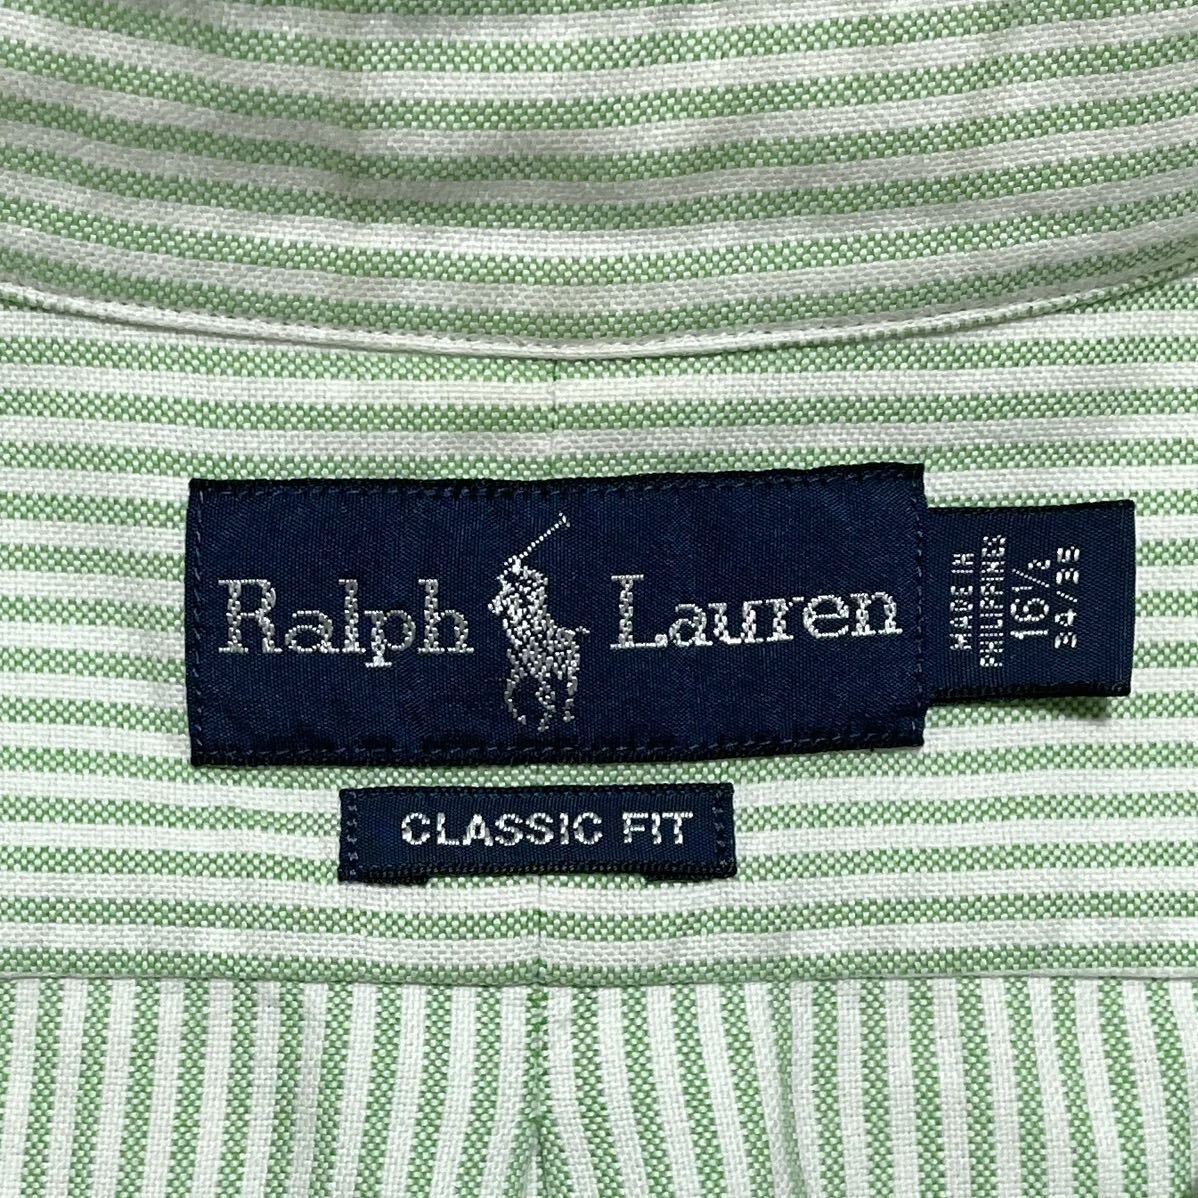 Ralph Lauren
MADE IN
PHILIPPINES
16 1/2
34/35
CLASSIC FIT